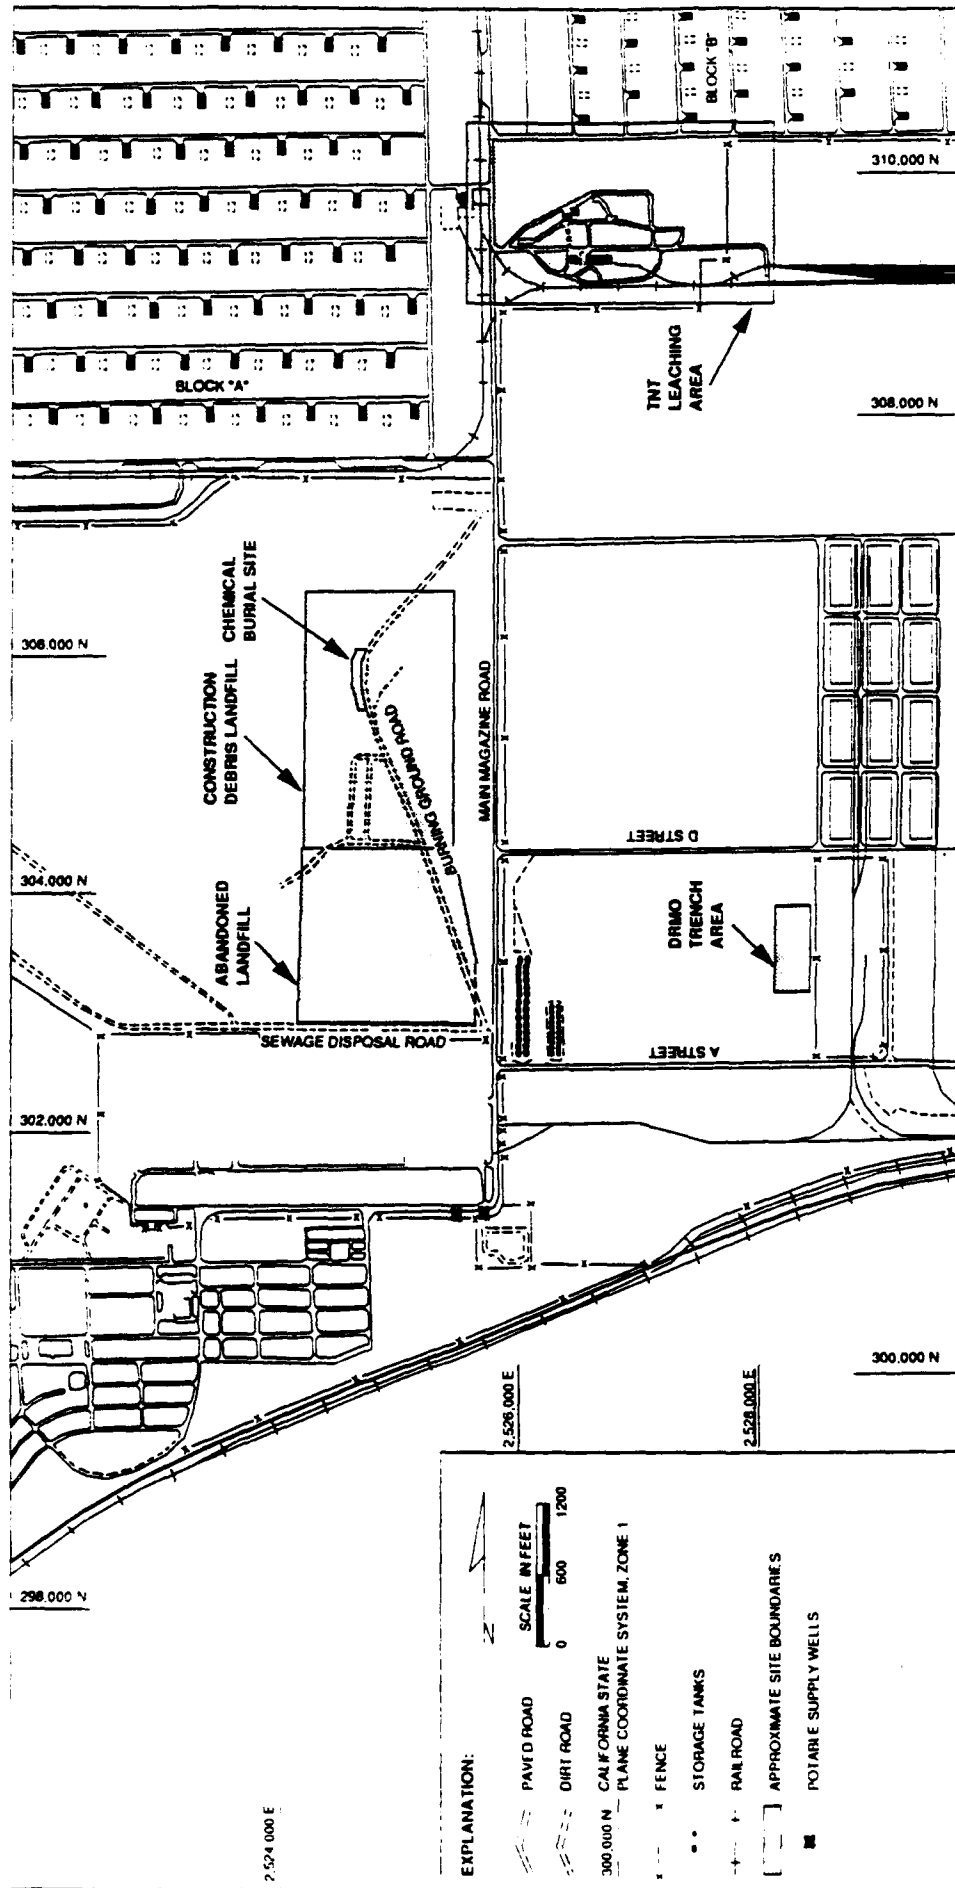 BLOCK "A"
BLOCK "B"
310,000 N
308,000 N
306,000 N
304,000 N
302,000 N
300,000 N
298,000 N
TNT
LEACHING
AREA
CHEMICAL
BURIAL SITE
CONSTRUCTION
DEBRIS LANDFILL
ABANDONED
LANDFILL
BURNING GROUND ROAD
MAIN MAGAZINE ROAD
SEWAGE DISPOSAL ROAD
D STREET
A STREET
DRMO
TRENCH
AREA
2,524,000 E
2,526,000 E
2,528,000 E
EXPLANATION:
PAVED ROAD
DIRT ROAD
300,000 N CALIFORNIA STATE
PLANE COORDINATE SYSTEM, ZONE 1
x FENCE
STORAGE TANKS
RAILROAD
APPROXIMATE SITE BOUNDARIES
POTABLE SUPPLY WELLS
N
SCALE IN FEET
0 600 1200